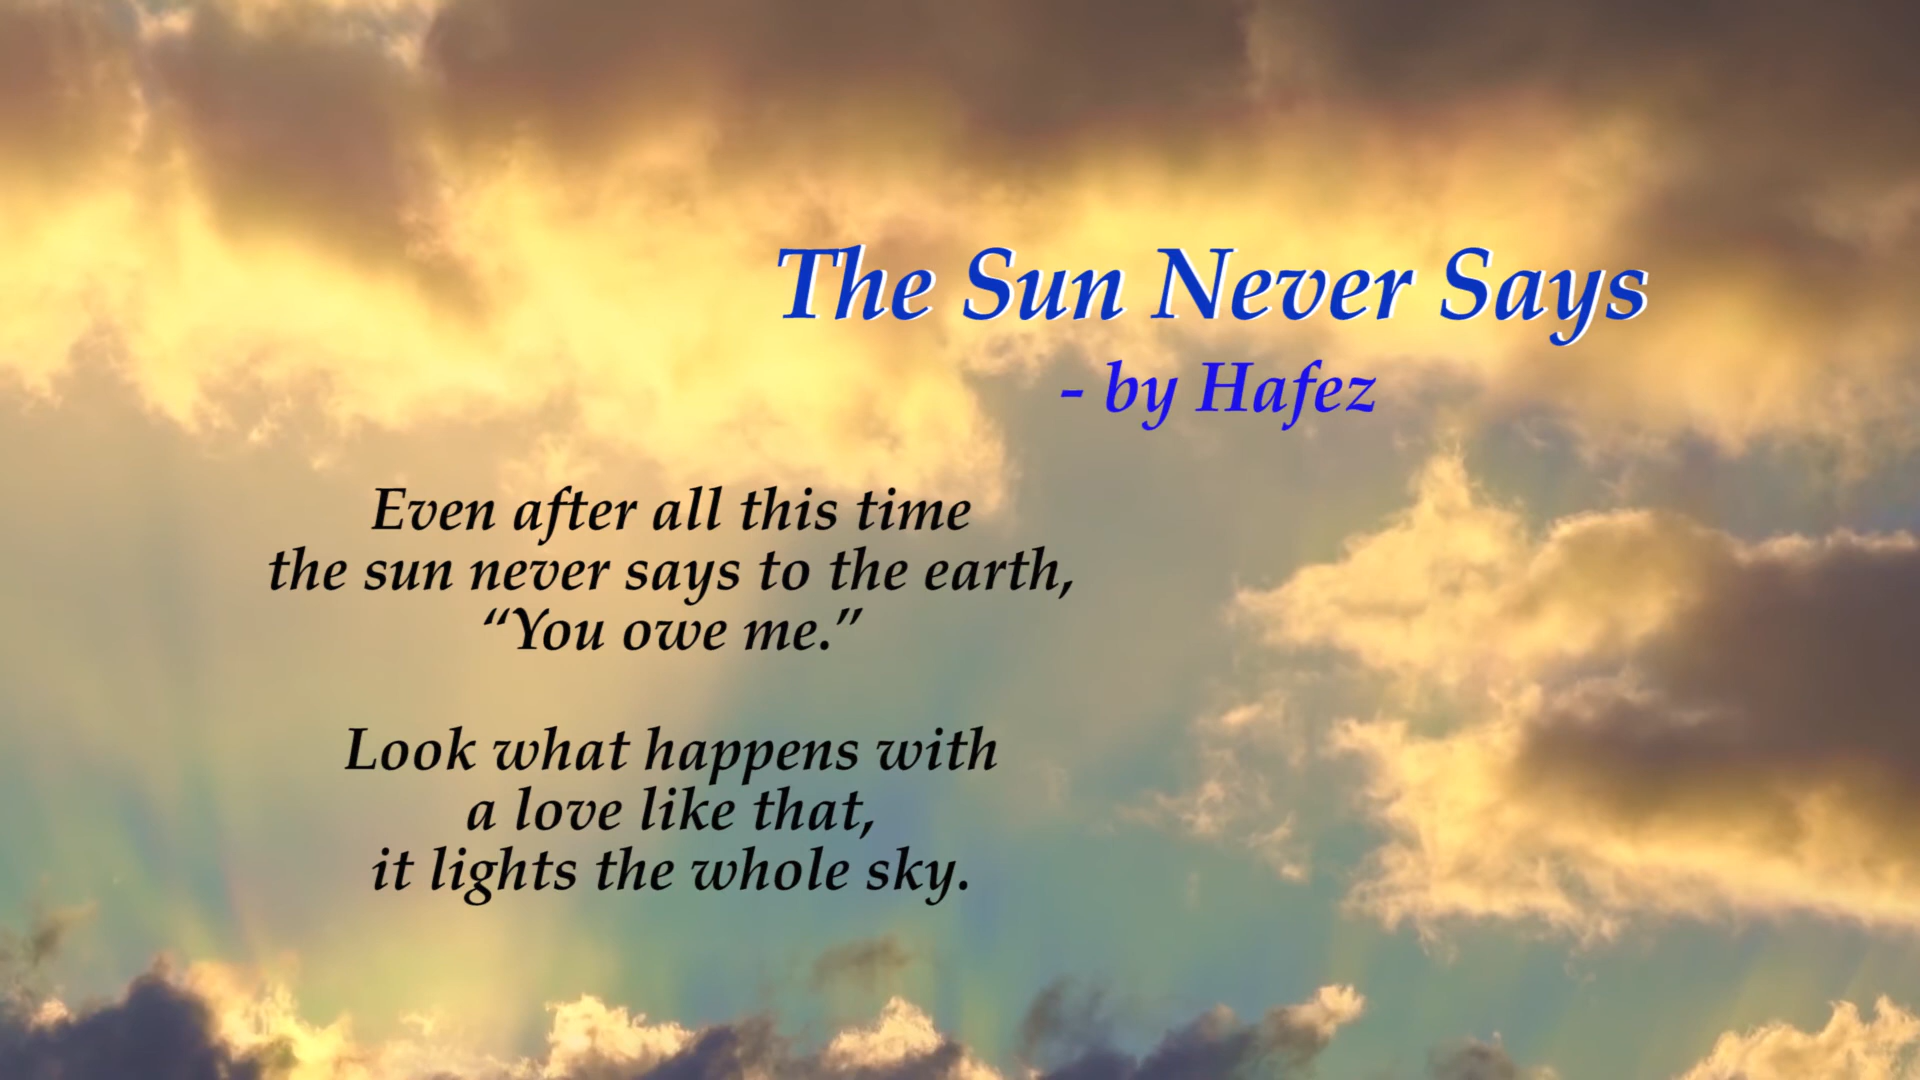 The Sun Never Says
- by Hafez
Even after all this time
the sun never says to the earth,
“You owe me.”
Look what happens with
a love like that,
it lights the whole sky.